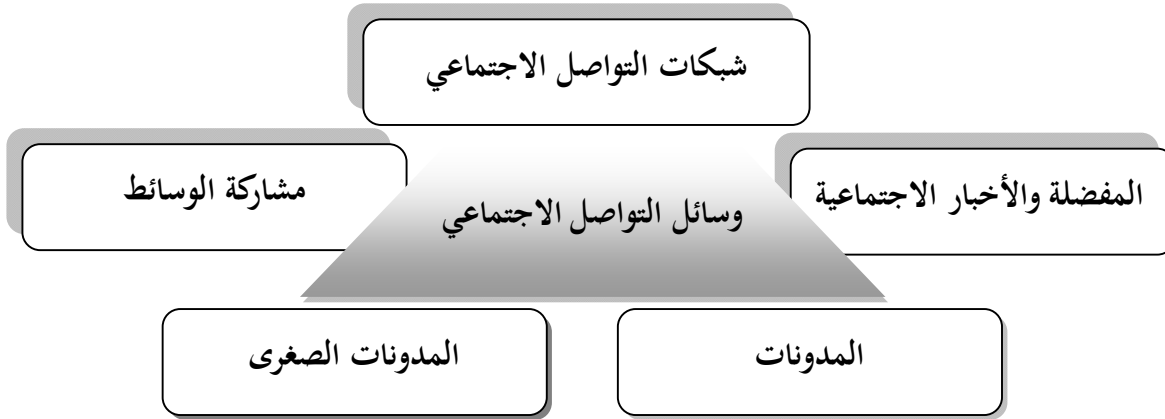 شبكات التواصل الاجتماعي
المفضلة والأخبار الاجتماعية
مشاركة الوسائط
وسائل التواصل الاجتماعي
المدونات
المدونات الصغرى